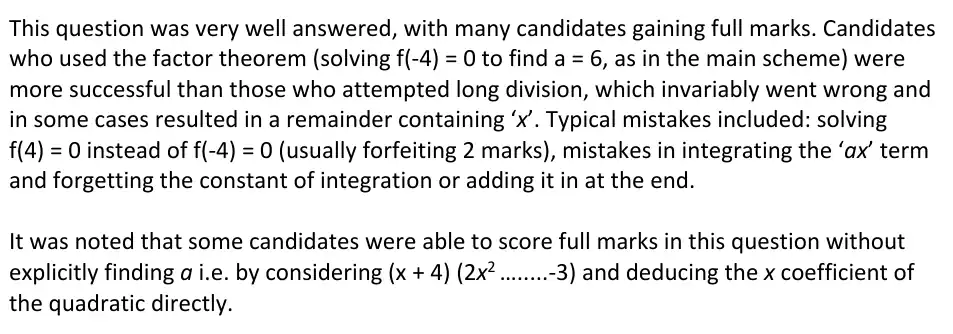 This question was very well answered, with many candidates gaining full marks. Candidates
who used the factor theorem (solving f(-4) = 0 to find a = 6, as in the main scheme) were
more successful than those who attempted long division, which invariably went wrong and
in some cases resulted in a remainder containing ‘x’. Typical mistakes included: solving
f(4) = 0 instead of f(-4) = 0 (usually forfeiting 2 marks), mistakes in integrating the ‘ax’ term
and forgetting the constant of integration or adding it in at the end.

It was noted that some candidates were able to score full marks in this question without
explicitly finding a i.e. by considering (x + 4) (2x² ........-3) and deducing the x coefficient of
the quadratic directly.